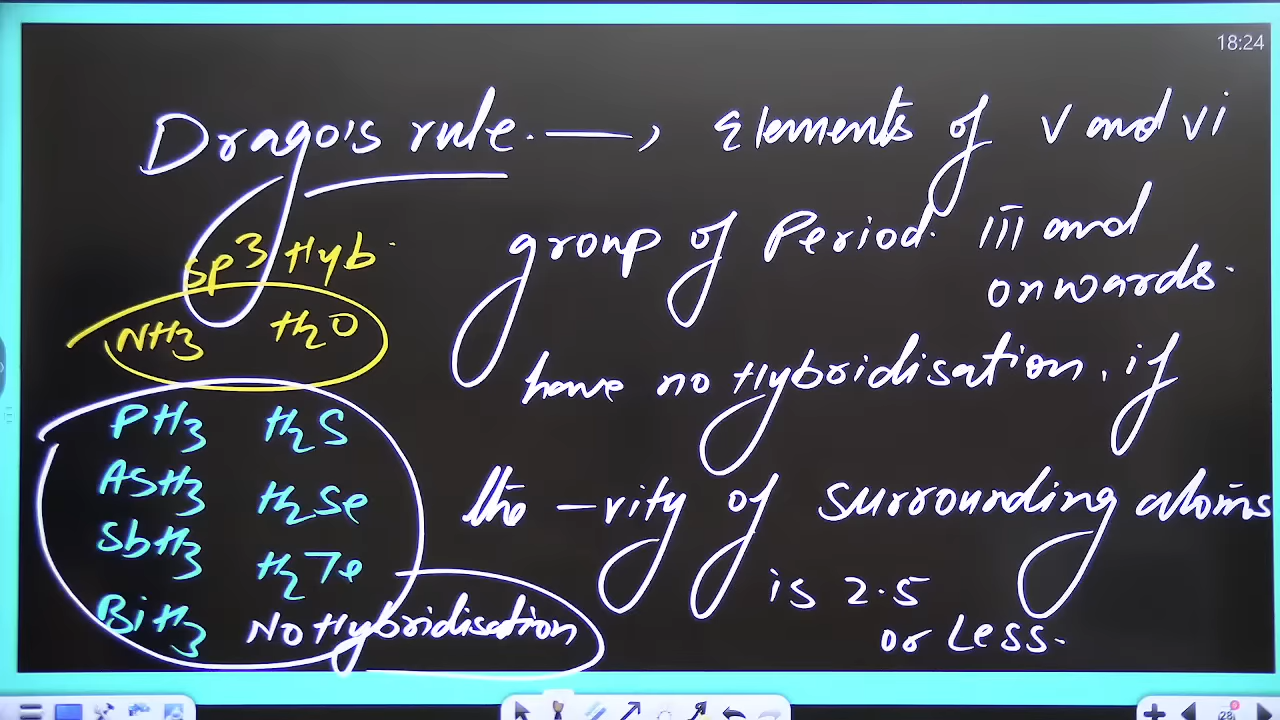 18:24
Drago's rule. —, Elements of V and VI
group of Period. III and
onwards.
have no Hybridisation, if
the -vity of surrounding atoms
is 2.5
or Less.
sp3 Hyb.
NH3 H2O
PH3 H2S
AsH3 H2Se
SbH3 H2Te
BiH3 No Hybridisation
28